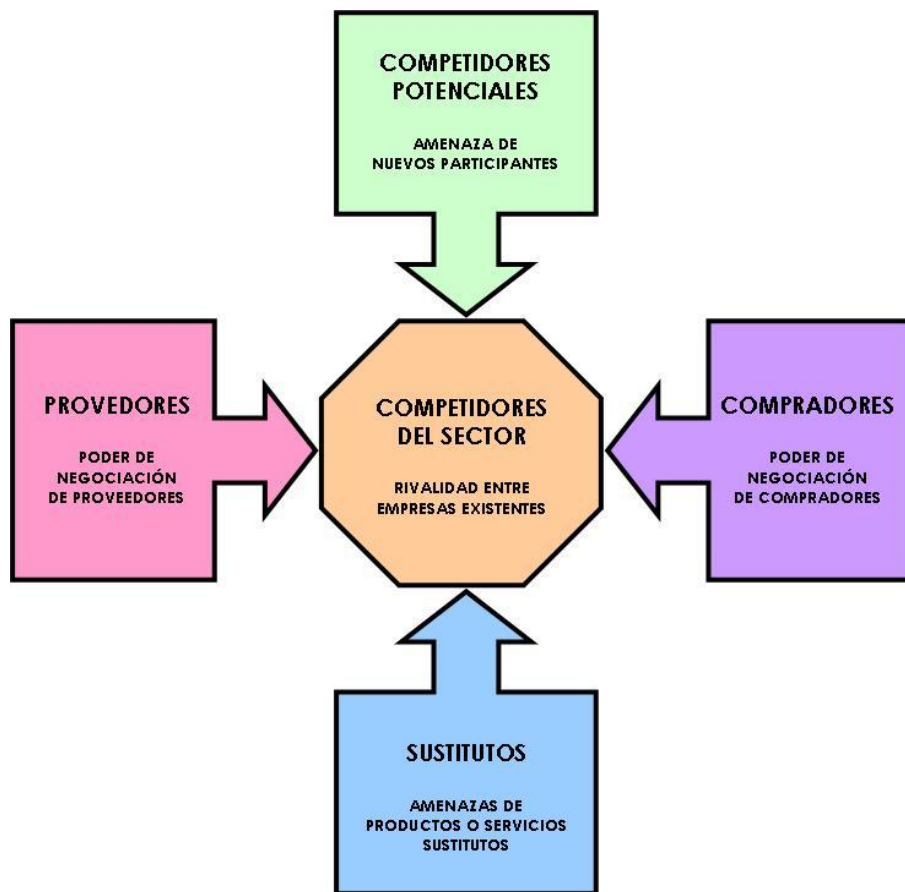 COMPETIDORES
POTENCIALES
AMENAZA DE
NUEVOS PARTICIPANTES
PROVEDORES
PODER DE
NEGOCIACIÓN
DE PROVEEDORES
COMPETIDORES
DEL SECTOR
RIVALIDAD ENTRE
EMPRESAS EXISTENTES
COMPRADORES
PODER DE
NEGOCIACIÓN
DE COMPRADORES
SUSTITUTOS
AMENAZAS DE
PRODUCTOS O SERVICIOS
SUSTITUTOS